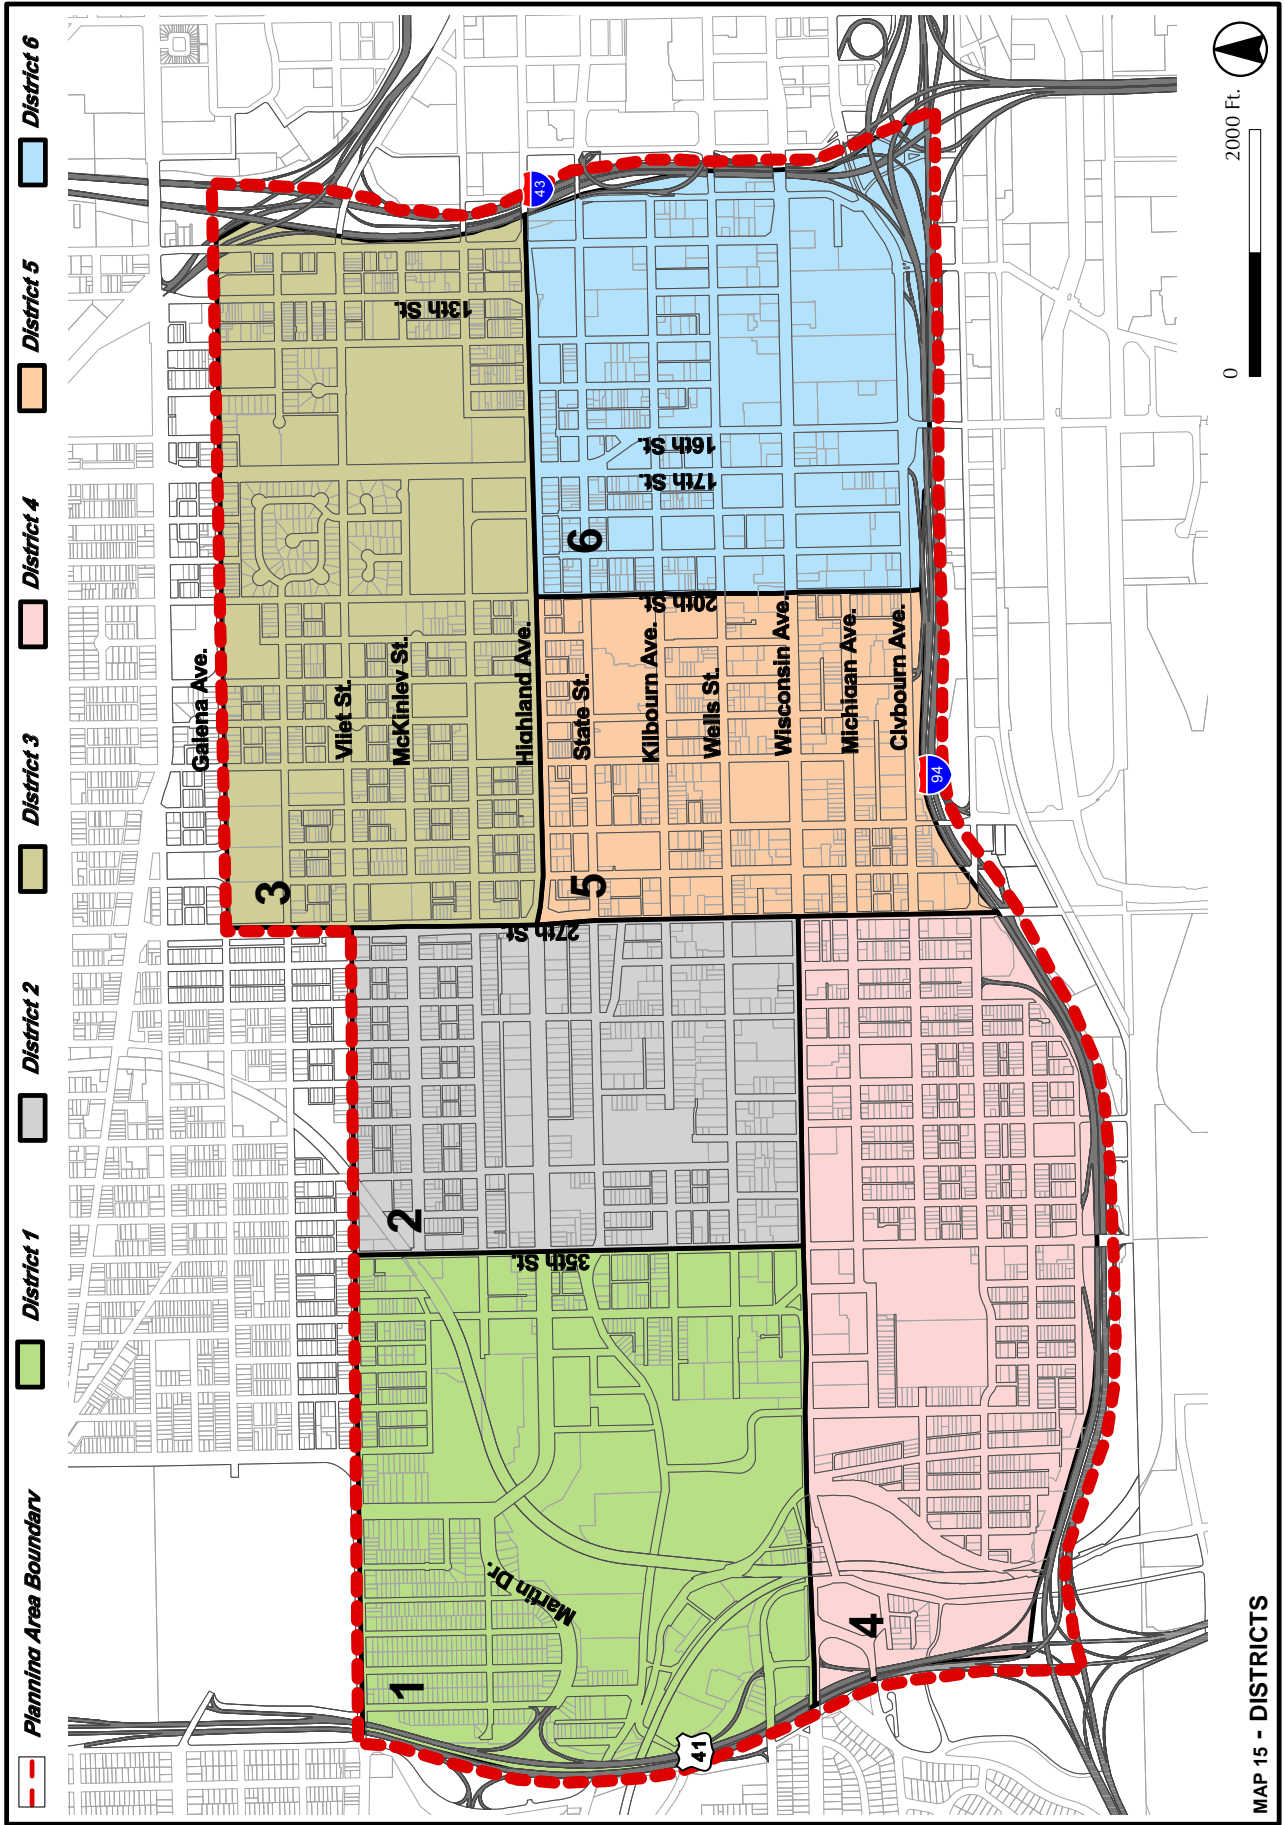 Planning Area Boundary
District 1
District 2
District 3
District 4
District 5
District 6
Galena Ave.
Vliet St.
McKinley St.
Highland Ave.
State St.
Kilbourn Ave.
Wells St.
Wisconsin Ave.
Michigan Ave.
Clybourn Ave.
13th St.
16th St.
17th St.
20th St.
27th St.
35th St.
Martin Dr.
1
2
3
4
5
6
43
94
41
0
2000 Ft.
MAP 15 - DISTRICTS